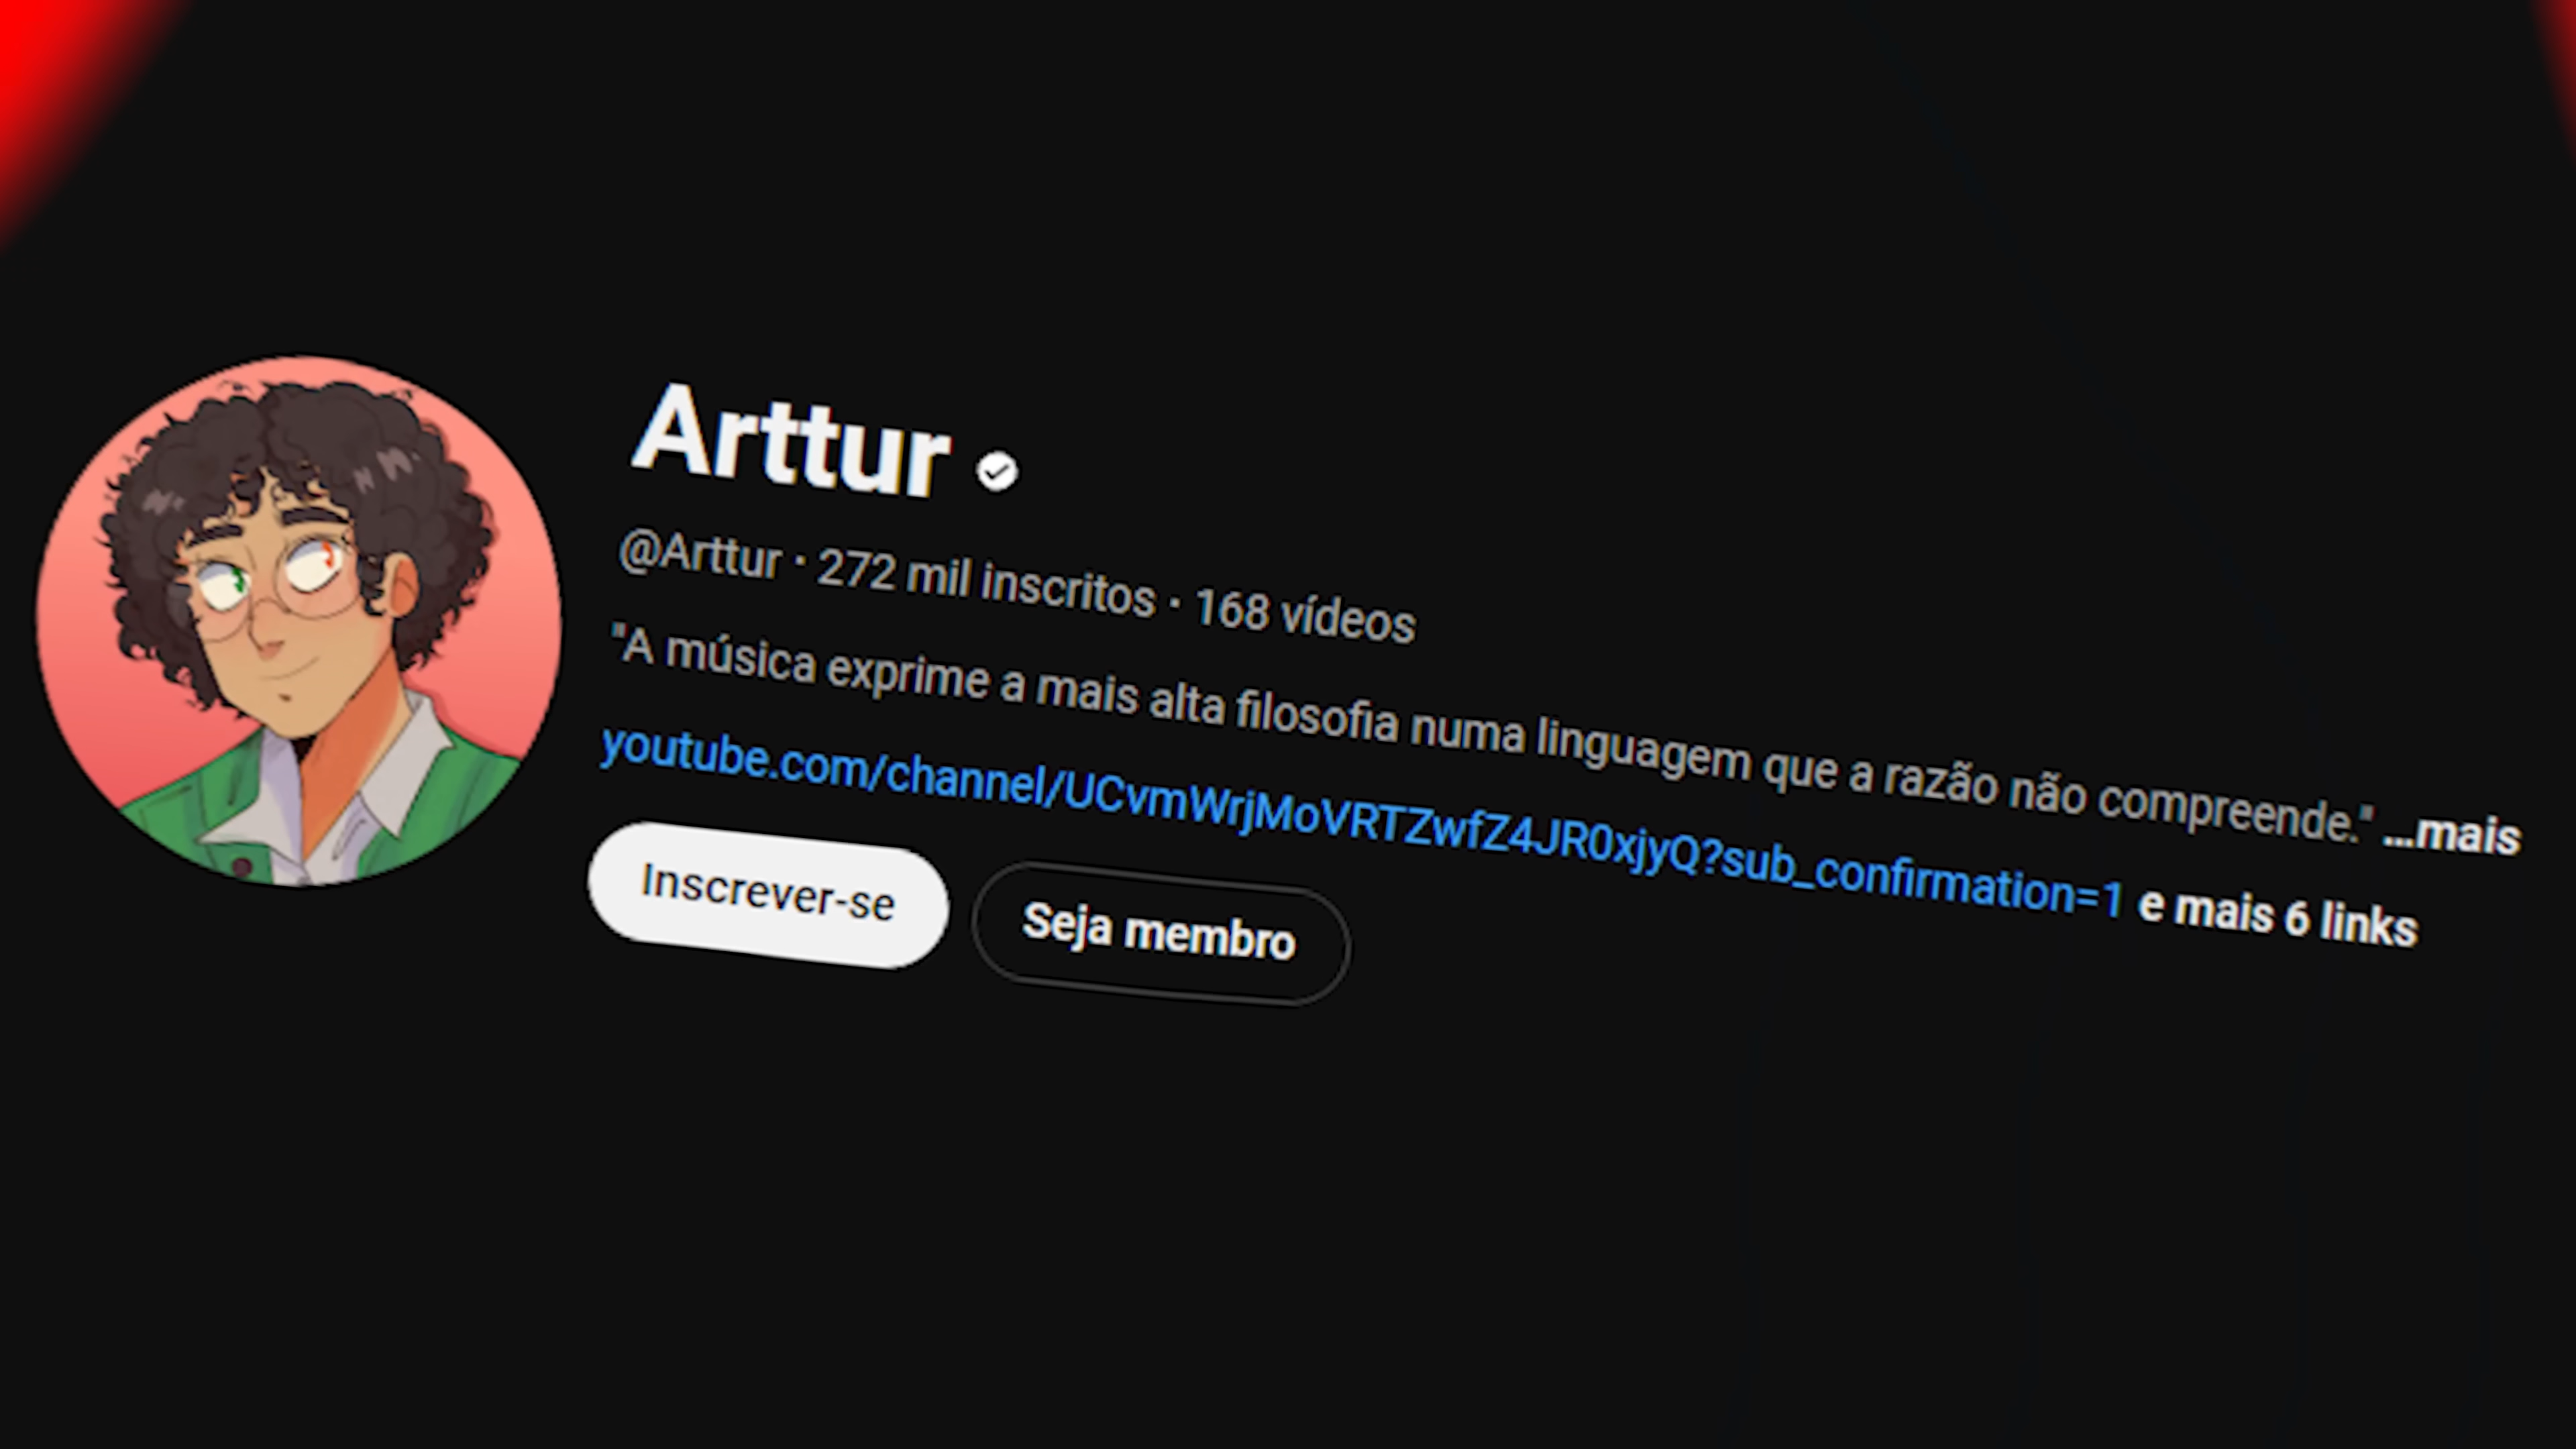 Arttur
@Arttur · 272 mil inscritos · 168 vídeos
"A música exprime a mais alta filosofia numa linguagem que a razão não compreende." ...mais
youtube.com/channel/UCvmWrjMoVRTZwfZ4JR0xjyQ?sub_confirmation=1 e mais 6 links
Inscrever-se
Seja membro